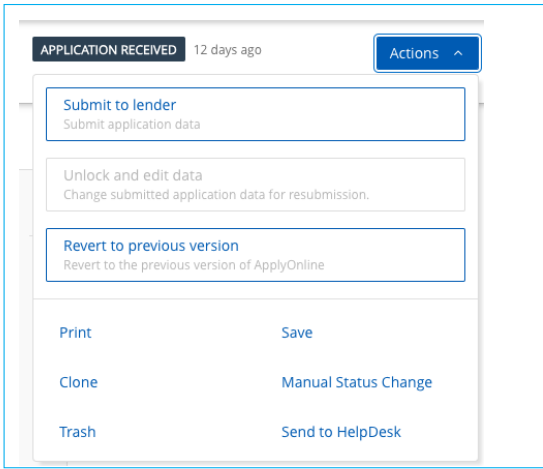 APPLICATION RECEIVED 12 days ago Actions
Submit to lender
Submit application data
Unlock and edit data
Change submitted application data for resubmission.
Revert to previous version
Revert to the previous version of ApplyOnline
Print Save
Clone Manual Status Change
Trash Send to HelpDesk